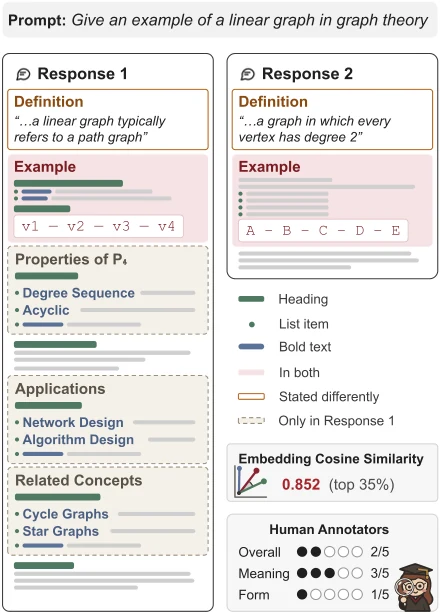 Prompt: Give an example of a linear graph in graph theory
Response 1
Definition
“…a linear graph typically
refers to a path graph”
Example
v1 — v2 — v3 — v4
Properties of P₄
• Degree Sequence
• Acyclic
Applications
• Network Design
• Algorithm Design
Related Concepts
• Cycle Graphs
• Star Graphs
Response 2
Definition
“…a graph in which every
vertex has degree 2”
Example
A - B - C - D - E
Heading
List item
Bold text
In both
Stated differently
Only in Response 1
Embedding Cosine Similarity
0.852 (top 35%)
Human Annotators
Overall 2/5
Meaning 3/5
Form 1/5